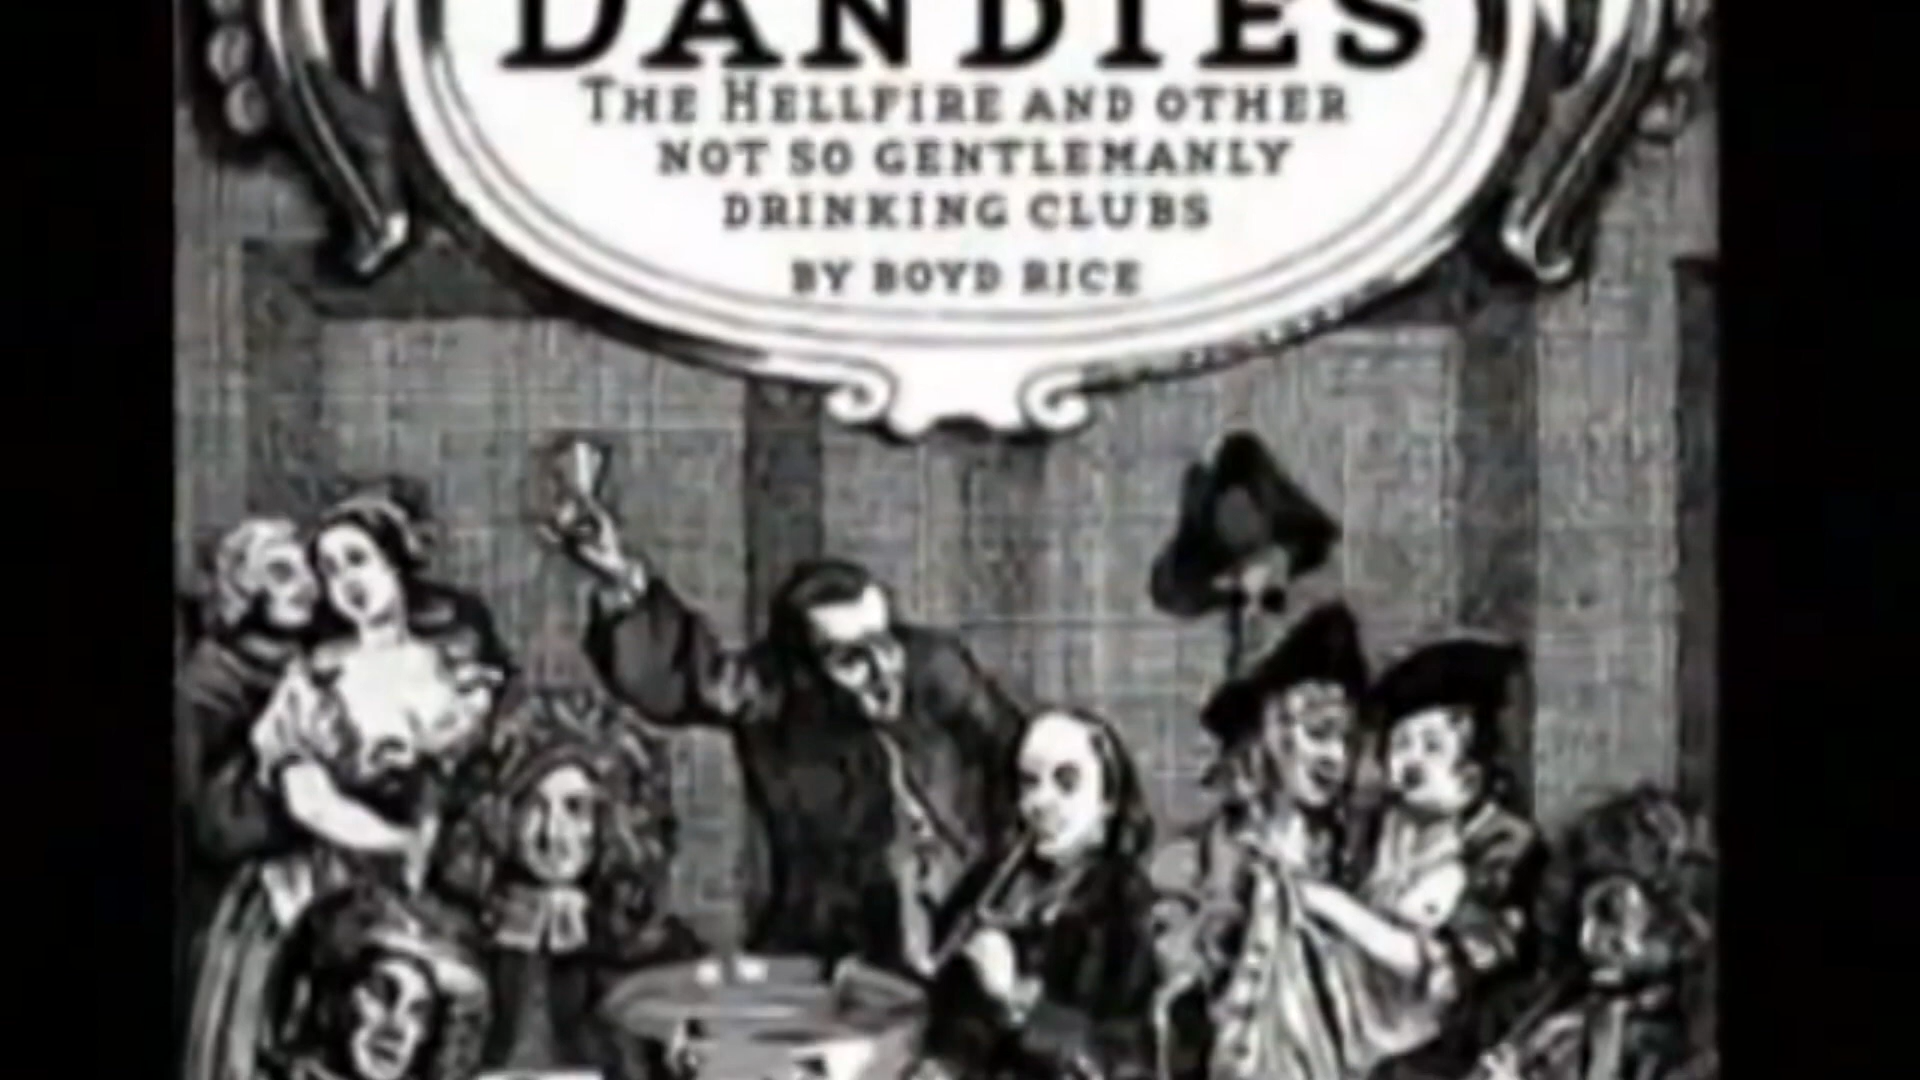 DANDIES
THE HELLFIRE AND OTHER
NOT SO GENTLEMANLY
DRINKING CLUBS
BY BOYD RICE